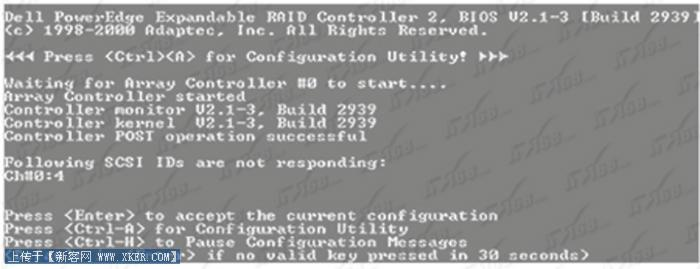 Dell PowerEdge Expandable RAID Controller 2, BIOS V2.1-3 [Build 2939]
(c) 1998-2000 Adaptec, Inc. All Rights Reserved.
◄◄◄ Press <Ctrl><A> for Configuration Utility! ►►►
Waiting for Array Controller #0 to start....
Array Controller started
Controller monitor V2.1-3, Build 2939
Controller kernel V2.1-3, Build 2939
Controller POST operation successful
Following SCSI IDs are not responding:
Ch#0:4
Press <Enter> to accept the current configuration
Press <Ctrl-A> for Configuration Utility
Press <Ctrl-H> to Pause Configuration Messages
上传于【新客网 www.xker.com】 > if no valid key pressed in 30 seconds>